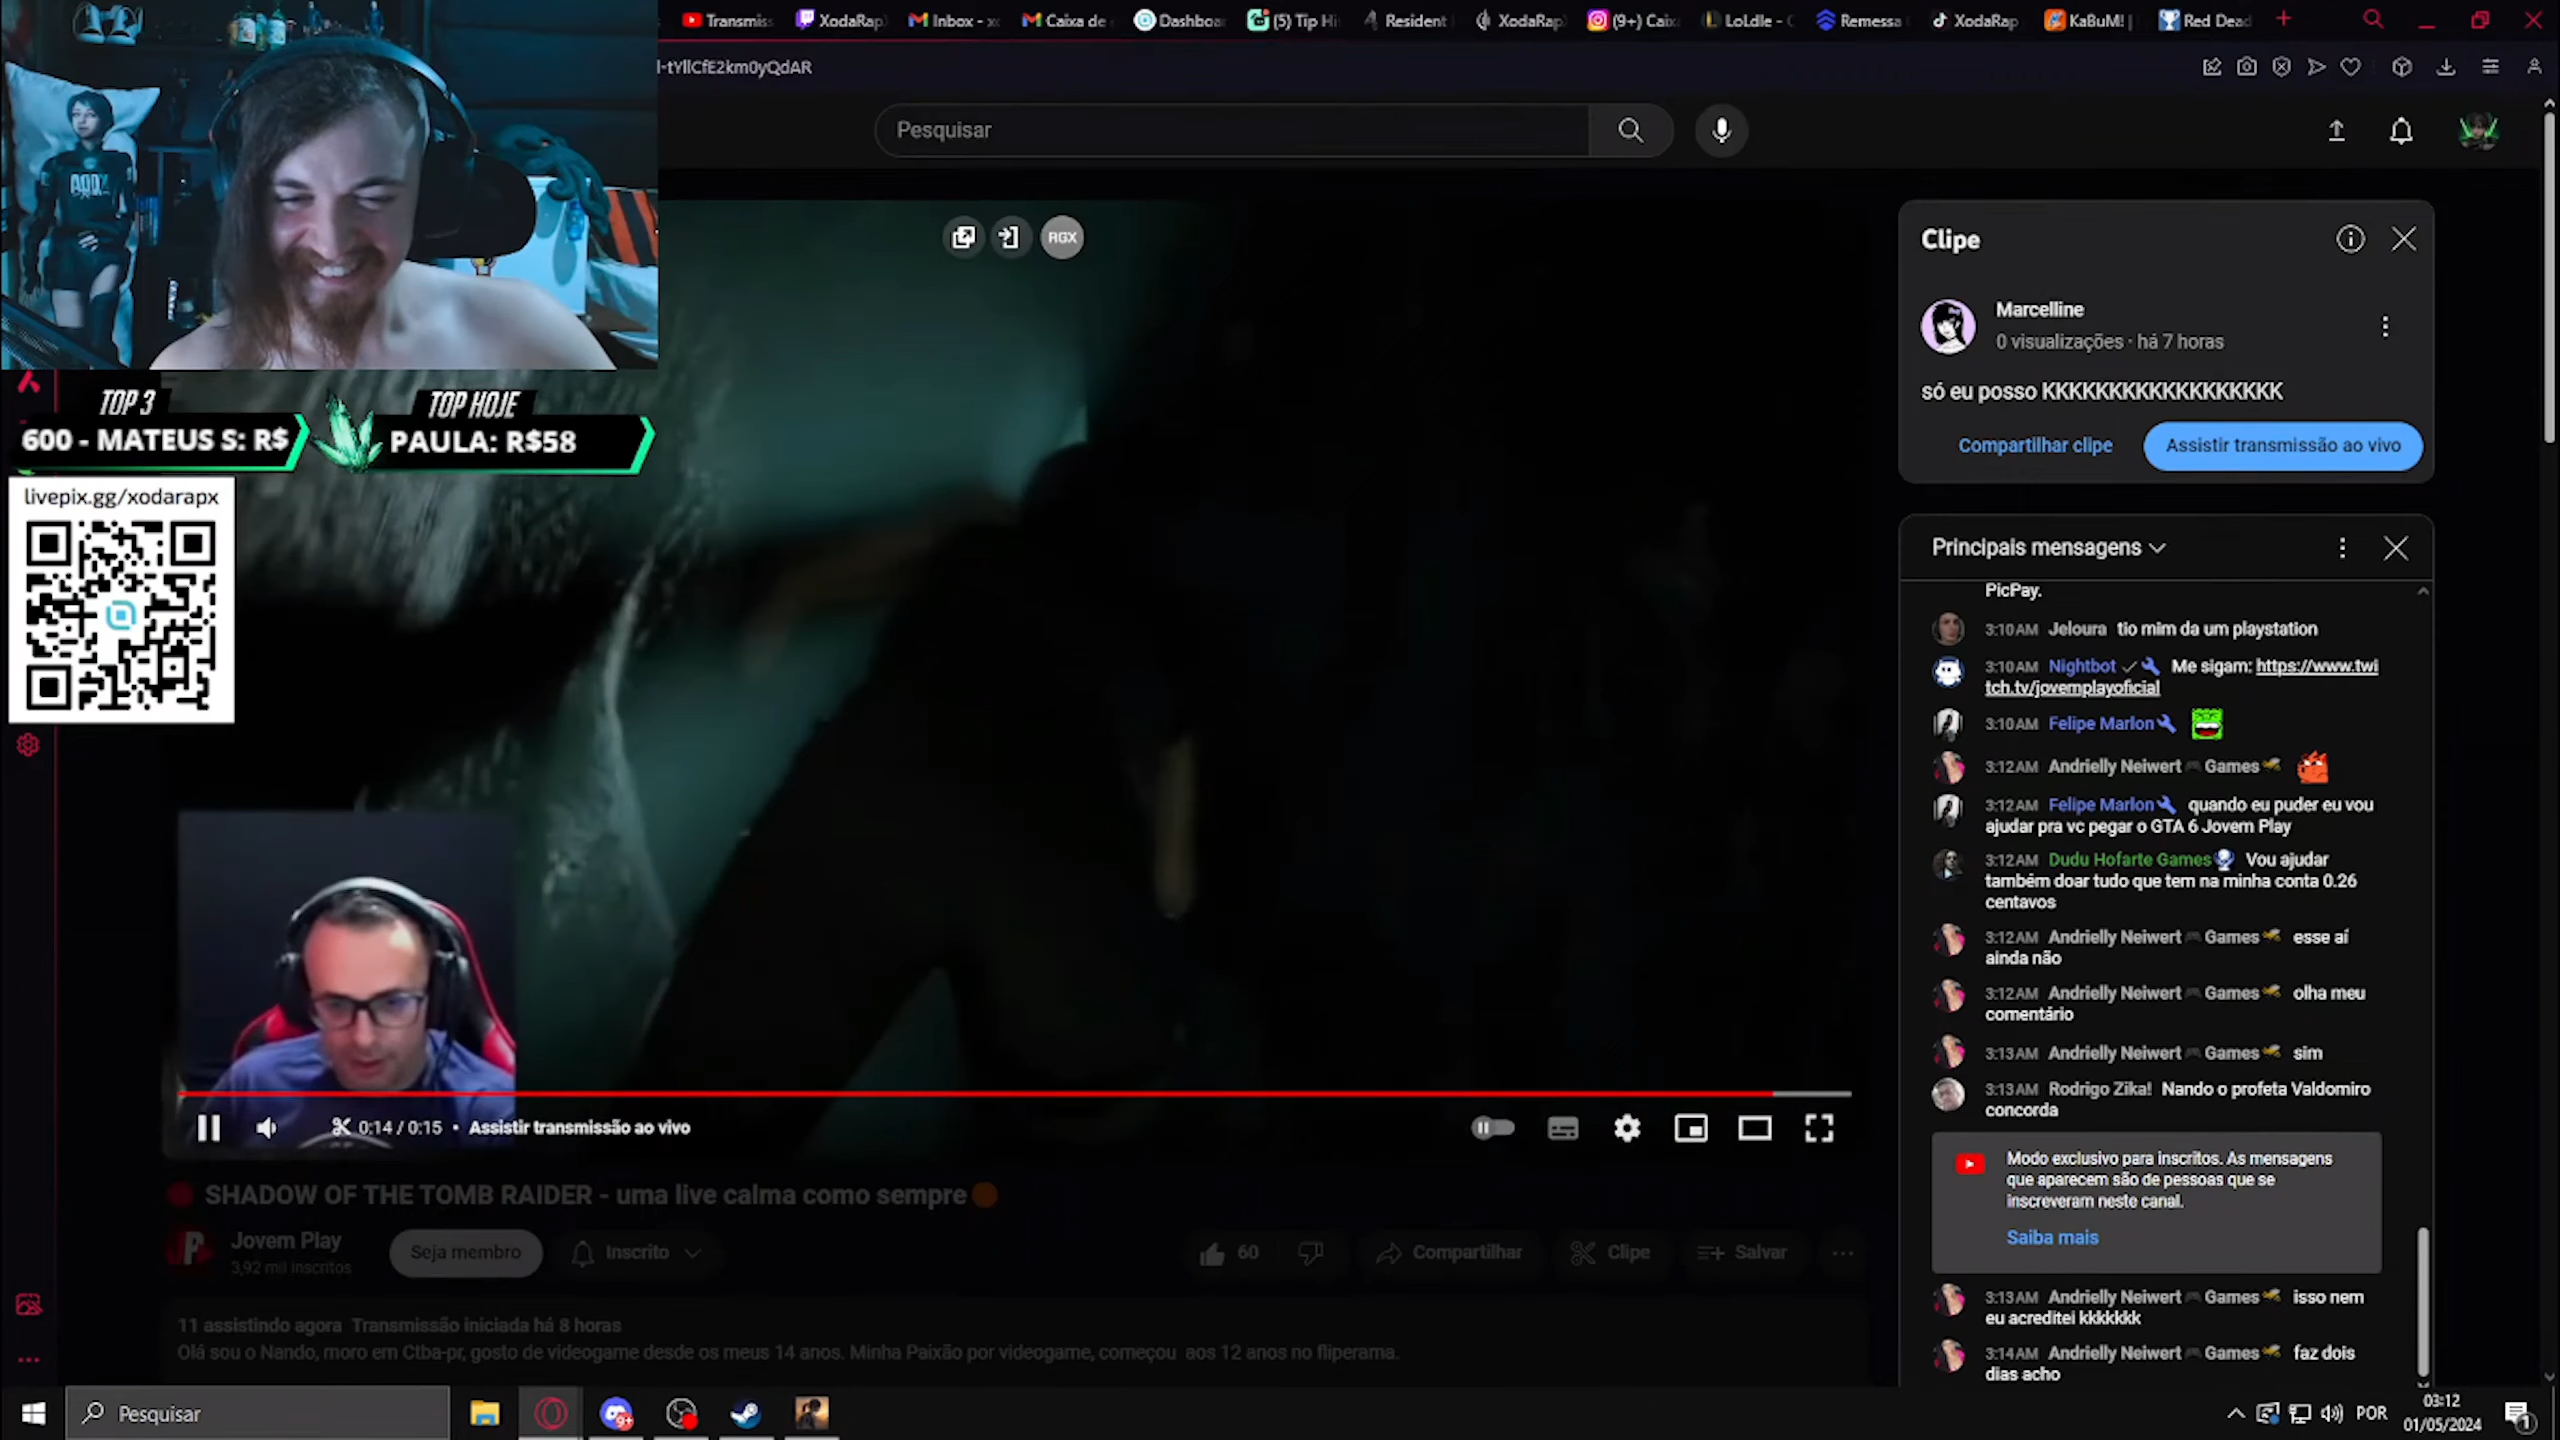 Transmiss
XodaRap
Inbox - xo
Caixa de
Dashboa
(5) Tip Hi
Resident
XodaRap
(9+) Caix
LoLdle - C
Remessa
XodaRap
KaBuM! |
Red Dead
l-tYllCfE2km0yQdAR
Pesquisar
RGX
TOP 3
600 - MATEUS S: R$
TOP HOJE
PAULA: R$58
livepix.gg/xodarapx
0:14 / 0:15 • Assistir transmissão ao vivo
SHADOW OF THE TOMB RAIDER - uma live calma como sempre
Jovem Play
3,92 mil inscritos
Seja membro
Inscrito
60
Compartilhar
Clipe
Salvar
11 assistindo agora Transmissão iniciada há 8 horas
Olá sou o Nando, moro em Ctba-pr, gosto de videogame desde os meus 14 anos. Minha Paixão por videogame, começou aos 12 anos no fliperama.
Clipe
Marcelline
0 visualizações · há 7 horas
só eu posso KKKKKKKKKKKKKKKKKK
Compartilhar clipe
Assistir transmissão ao vivo
Principais mensagens
PicPay.
3:10 AM Jeloura tio mim da um playstation
3:10 AM Nightbot Me sigam: https://www.twi
tch.tv/jovemplayoficial
3:10 AM Felipe Marlon
3:12 AM Andrielly Neiwert Games
3:12 AM Felipe Marlon quando eu puder eu vou
ajudar pra vc pegar o GTA 6 Jovem Play
3:12 AM Dudu Hofarte Games Vou ajudar
também doar tudo que tem na minha conta 0.26
centavos
3:12 AM Andrielly Neiwert Games esse aí
ainda não
3:12 AM Andrielly Neiwert Games olha meu
comentário
3:13 AM Andrielly Neiwert Games sim
3:13 AM Rodrigo Zika! Nando o profeta Valdomiro
concorda
Modo exclusivo para inscritos. As mensagens
que aparecem são de pessoas que se
inscreveram neste canal.
Saiba mais
3:13 AM Andrielly Neiwert Games isso nem
eu acreditei kkkkkkk
3:14 AM Andrielly Neiwert Games faz dois
dias acho
Pesquisar
9+
POR
03:12
01/05/2024
1